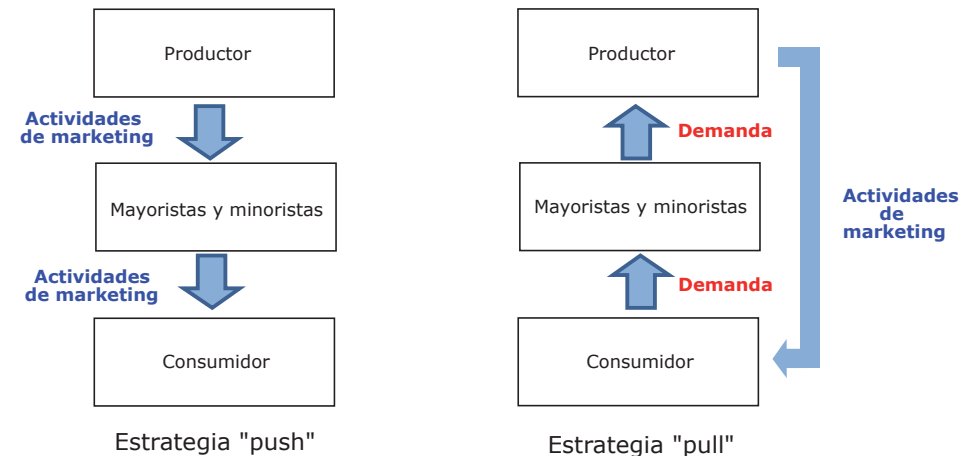 Productor
Actividades
de marketing
Mayoristas y minoristas
Actividades
de marketing
Consumidor
Estrategia "push"
Productor
Demanda
Mayoristas y minoristas
Actividades
de
marketing
Demanda
Consumidor
Estrategia "pull"